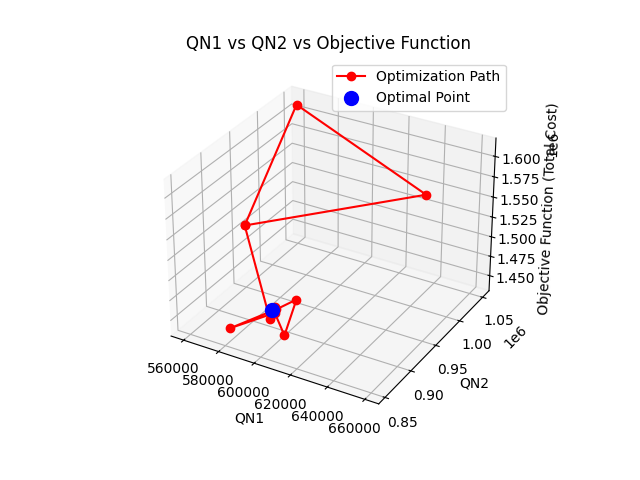 QN1 vs QN2 vs Objective Function
Optimization Path
Optimal Point
1e6
1.600
1.575
1.550
1.525
1.500
1.475
1.450
Objective Function (Total Cost)
1.05
1.00
0.95
0.90
0.85
1e6
QN2
560000
580000
600000
620000
640000
660000
QN1